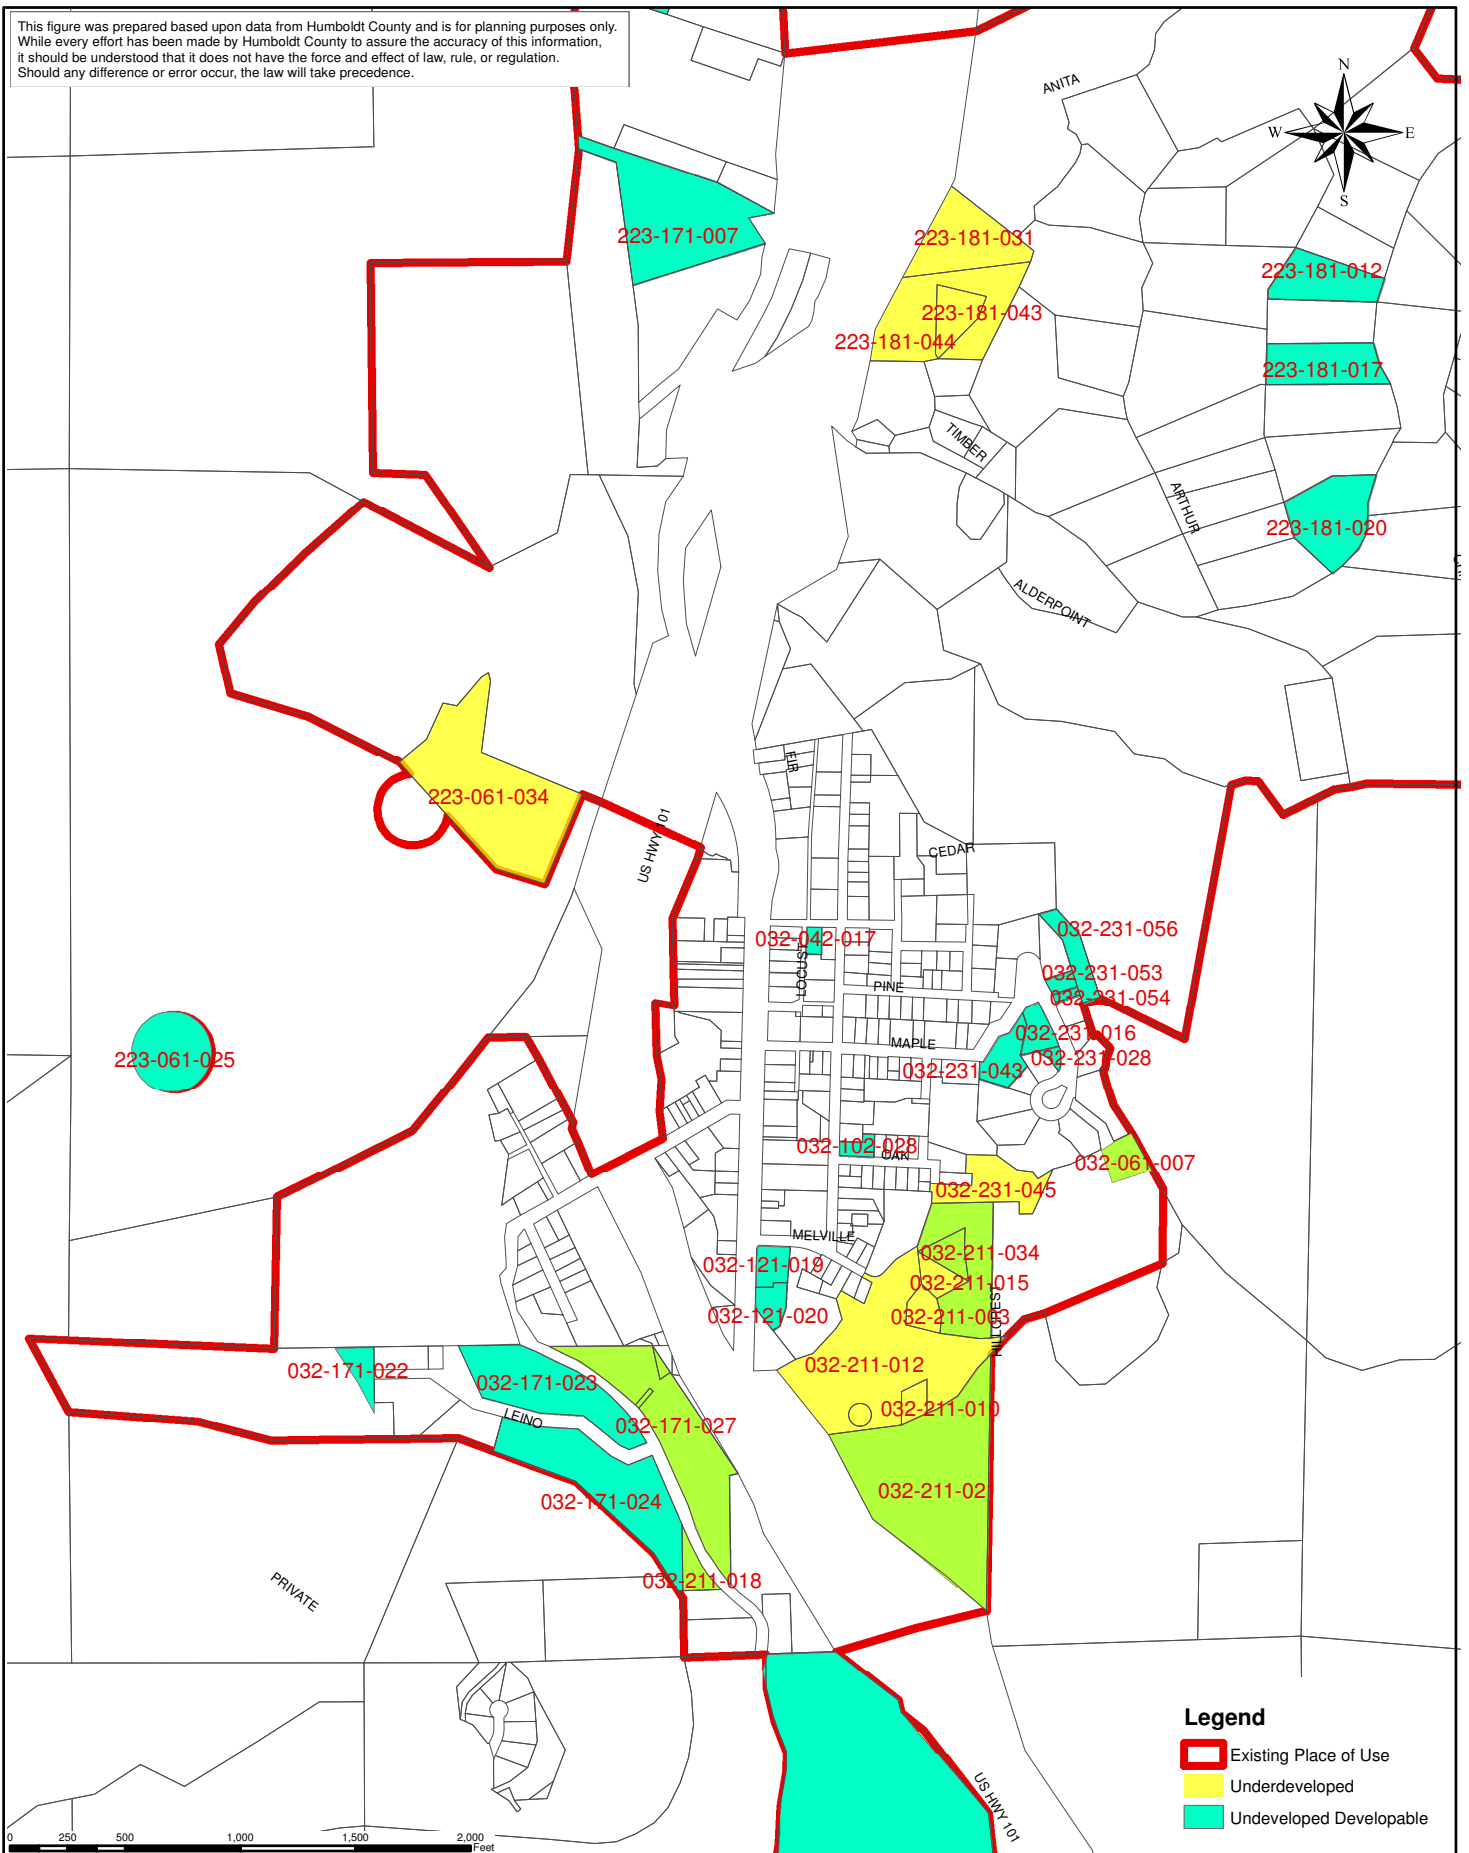 This figure was prepared based upon data from Humboldt County and is for planning purposes only.
While every effort has been made by Humboldt County to assure the accuracy of this information,
it should be understood that it does not have the force and effect of law, rule, or regulation.
Should any difference or error occur, the law will take precedence.
N
W
E
S
ANITA
223-171-007
223-181-031
223-181-012
223-181-043
223-181-044
223-181-017
TIMBER
ARTHUR
223-181-020
ALDERPOINT
FIR
223-061-034
US HWY 101
CEDAR
032-231-056
032-042-017
LOCUST
032-231-053
PINE
032-231-054
032-231-016
MAPLE
223-061-025
032-231-028
032-231-043
032-102-028
OAK
032-061-007
032-231-045
MELVILLE
032-211-034
032-121-019
032-211-015
032-121-020
032-211-003
HILLCREST
032-171-022
032-211-012
032-171-023
032-211-010
LEINO
032-171-027
032-211-02
032-171-024
032-211-018
PRIVATE
US HWY 101
Legend
Existing Place of Use
Underdeveloped
Undeveloped Developable
0 250 500 1,000 1,500 2,000
Feet